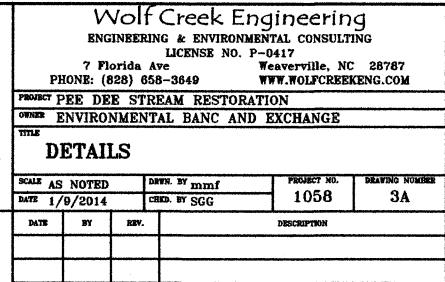 Wolf Creek Engineering
ENGINEERING & ENVIRONMENTAL CONSULTING
LICENSE NO. P-0417
7 Florida Ave Weaverville, NC 28787
PHONE: (828) 658-3649 WWW.WOLFCREEKENG.COM
PROJECT PEE DEE STREAM RESTORATION
OWNER ENVIRONMENTAL BANC AND EXCHANGE
TITLE
DETAILS
SCALE AS NOTED DRWN. BY mmf PROJECT NO. DRAWING NUMBER
DATE 1/9/2014 CHKD. BY SGG 1058 3A
DATE BY REV. DESCRIPTION